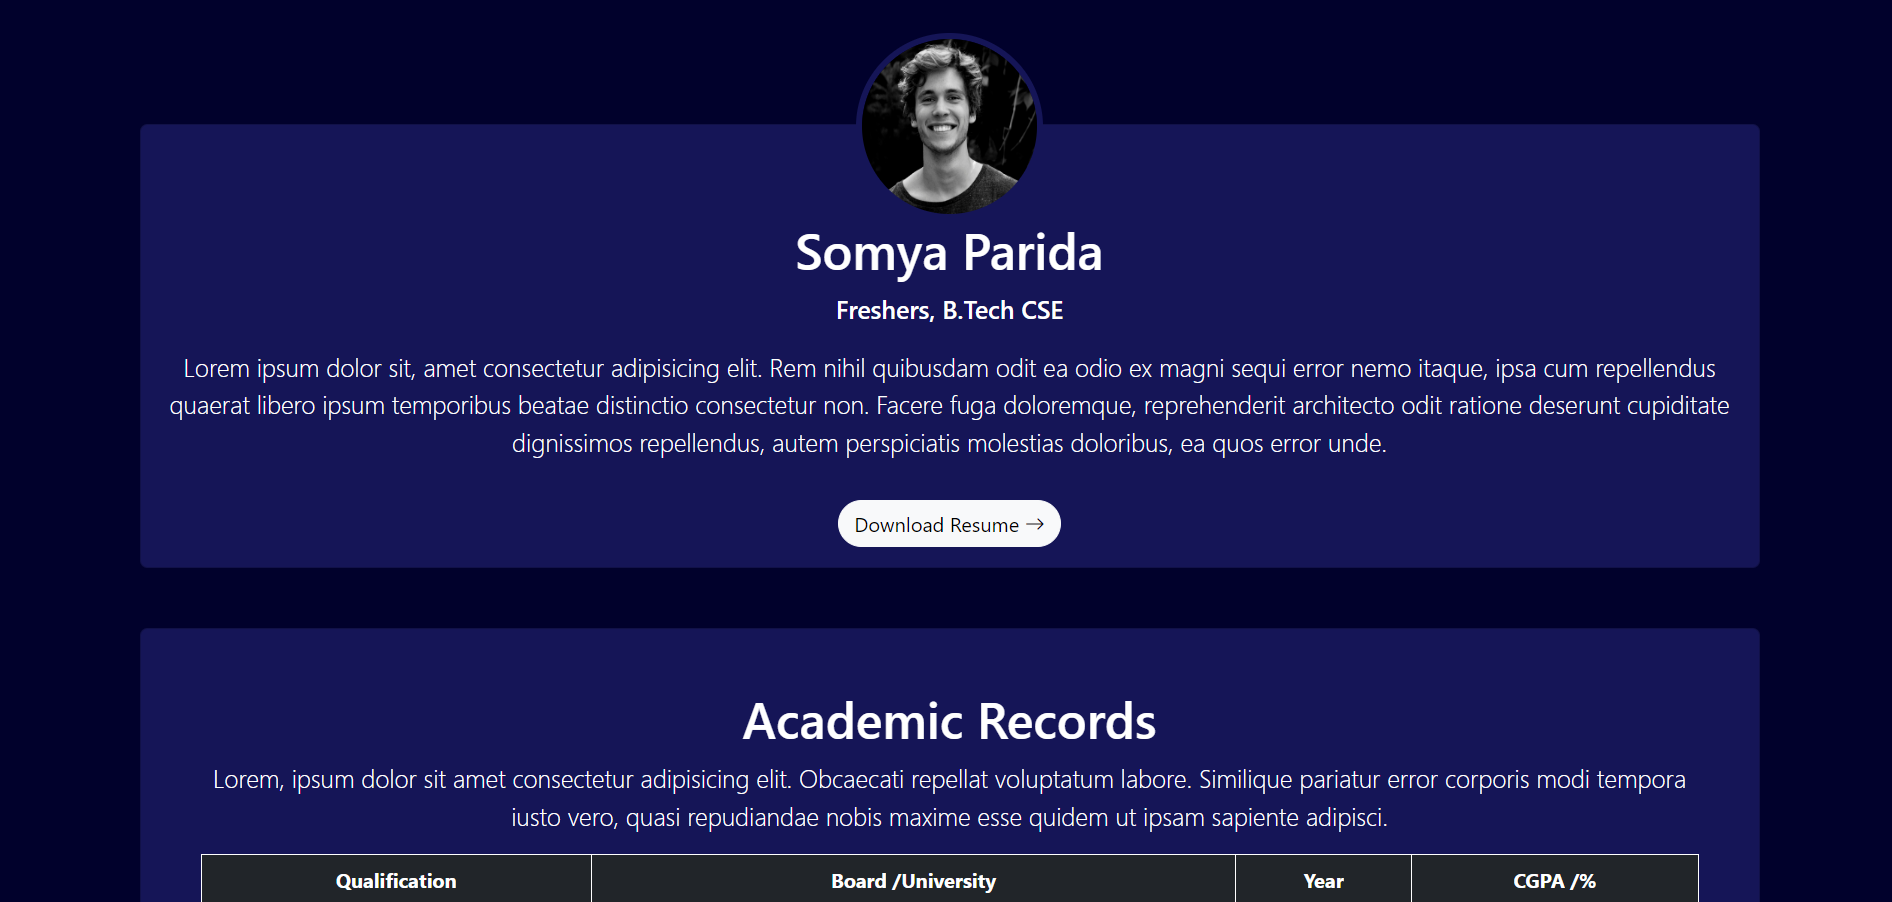 Somya Parida
Freshers, B.Tech CSE
Lorem ipsum dolor sit, amet consectetur adipisicing elit. Rem nihil quibusdam odit ea odio ex magni sequi error nemo itaque, ipsa cum repellendus
quaerat libero ipsum temporibus beatae distinctio consectetur non. Facere fuga doloremque, reprehenderit architecto odit ratione deserunt cupiditate
dignissimos repellendus, autem perspiciatis molestias doloribus, ea quos error unde.
Download Resume →
Academic Records
Lorem, ipsum dolor sit amet consectetur adipisicing elit. Obcaecati repellat voluptatum labore. Similique pariatur error corporis modi tempora
iusto vero, quasi repudiandae nobis maxime esse quidem ut ipsam sapiente adipisci.
Qualification Board /University Year CGPA /%